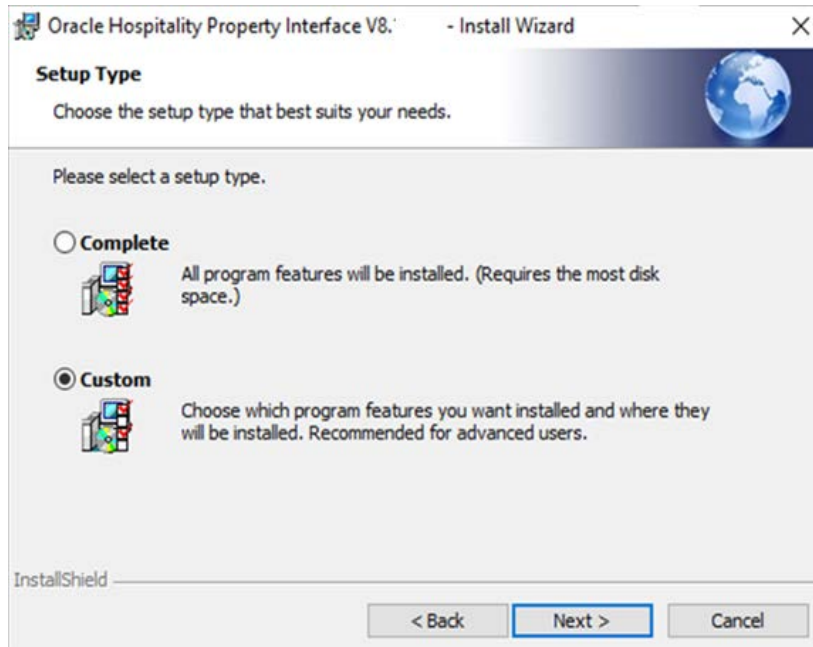 Oracle Hospitality Property Interface V8. - Install Wizard
Setup Type
Choose the setup type that best suits your needs.
Please select a setup type.
Complete
All program features will be installed. (Requires the most disk
space.)
Custom
Choose which program features you want installed and where they
will be installed. Recommended for advanced users.
InstallShield
< Back Next > Cancel